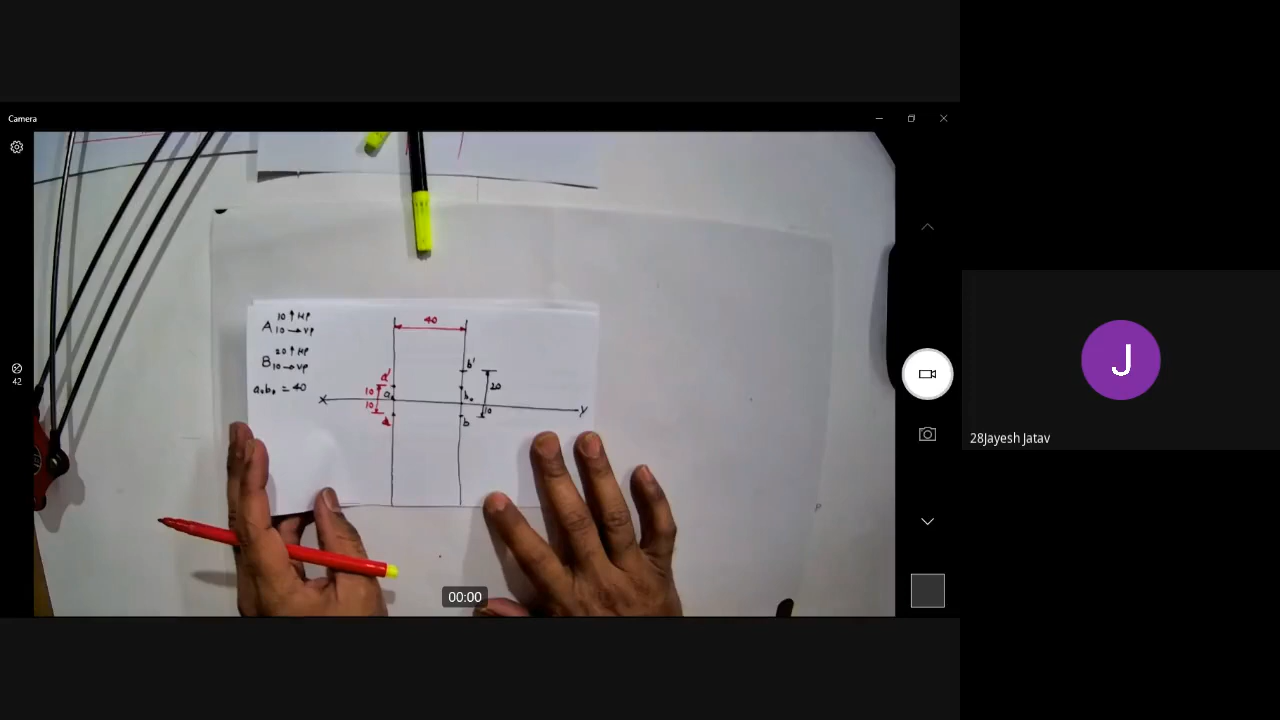 Camera
10 ↑ HP
A 10 → VP
20 ↑ HP
B 10 → VP
a₀b₀ = 40
40
a'
b'
10
a₀
b₀
20
X
10
10
Y
a
b
42
28Jayesh Jatav
J
00:00